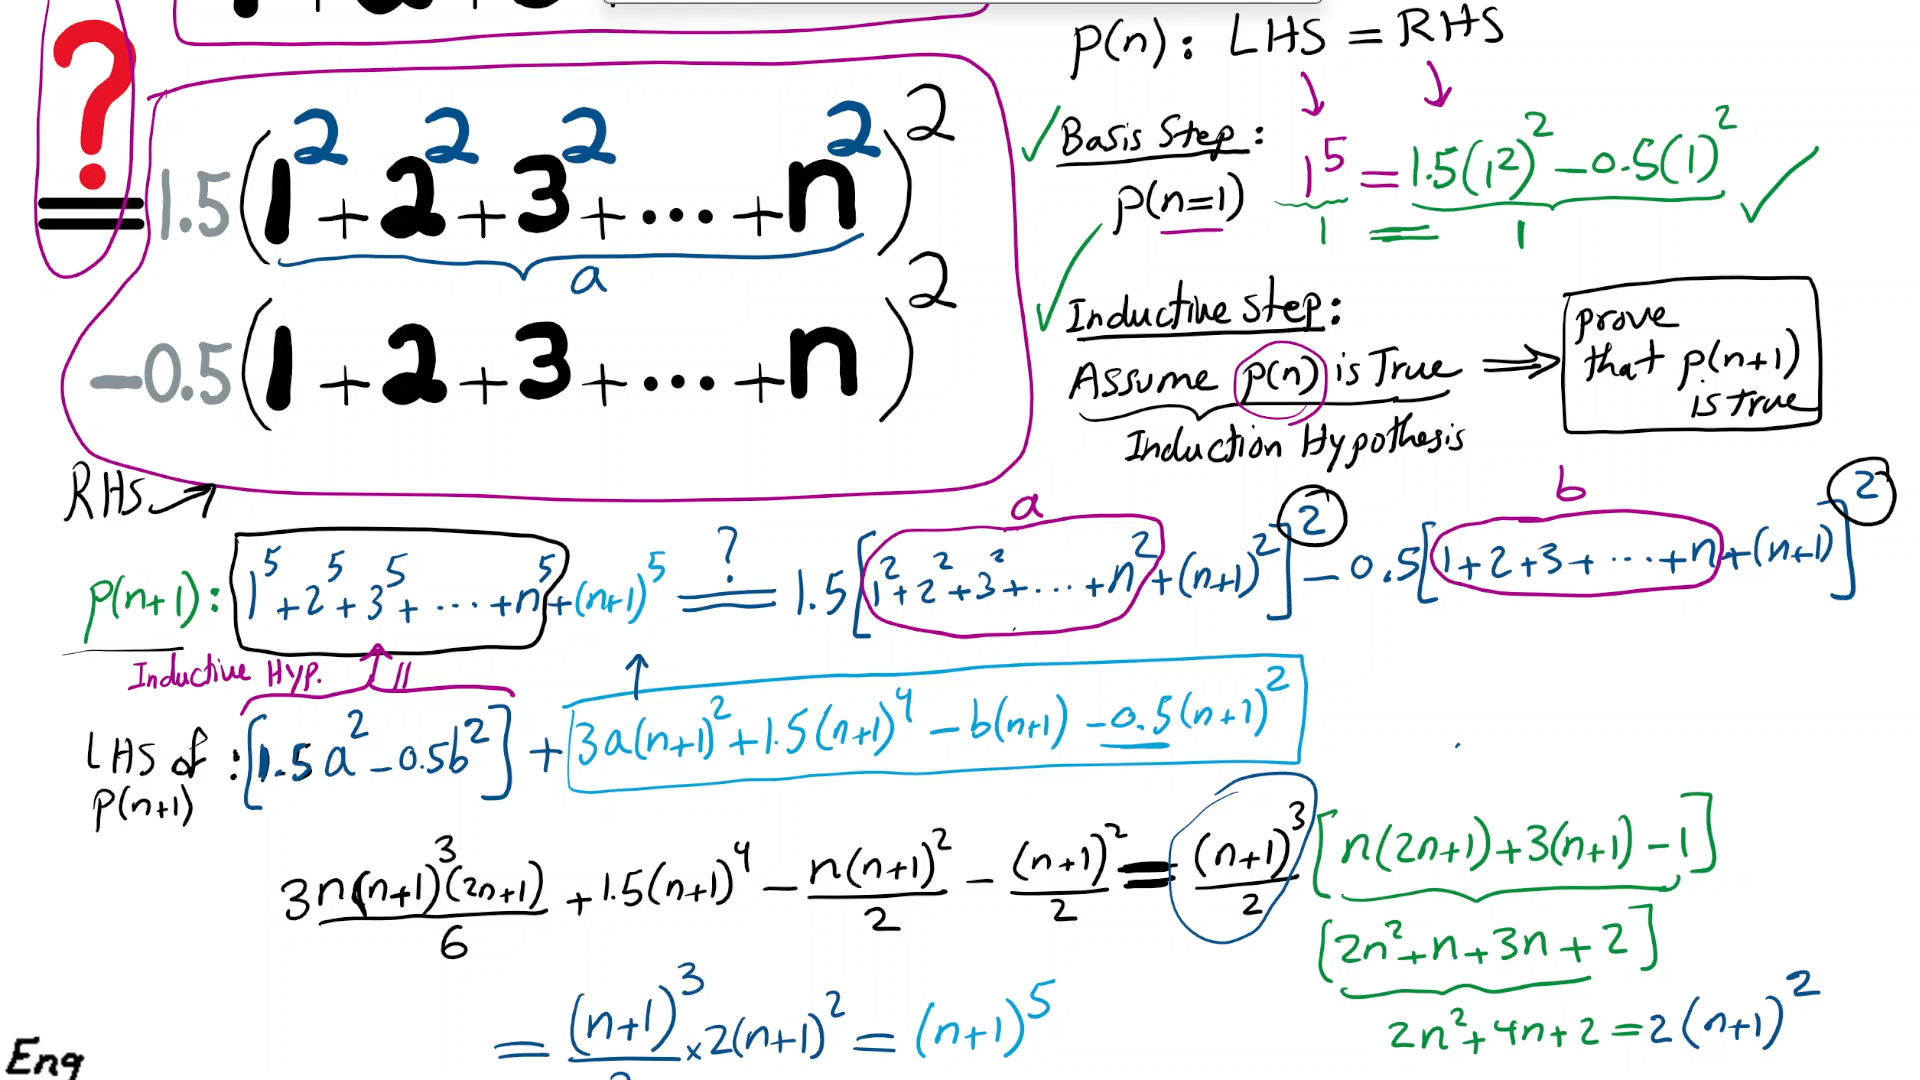 ?
= 1.5(1²+2²+3²+...+n²)²
a
-0.5(1+2+3+...+n)²
RHS
P(n): LHS = RHS
Basis Step:
P(n=1)
1⁵ = 1.5(1²)² - 0.5(1)²
1 = 1
Inductive Step:
Assume P(n) is True ⟹
Induction Hypothesis
prove
that P(n+1)
is true
a
b
P(n+1): 1⁵+2⁵+3⁵+...+n⁵+(n+1)⁵ =? 1.5[1²+2²+3²+...+n²+(n+1)²]² - 0.5[1+2+3+...+n+(n+1)]²
Inductive Hyp.
LHS of P(n+1) : [1.5a² - 0.5b²] + 3a(n+1)² + 1.5(n+1)⁴ - b(n+1) - 0.5(n+1)²
3n(n+1)³(2n+1)/6 + 1.5(n+1)⁴ - n(n+1)²/2 - (n+1)²/2 = (n+1)³/2 [n(2n+1)+3(n+1)-1]
[2n²+n+3n+2]
2n²+4n+2 = 2(n+1)²
= (n+1)³/2 × 2(n+1)² = (n+1)⁵
Eng